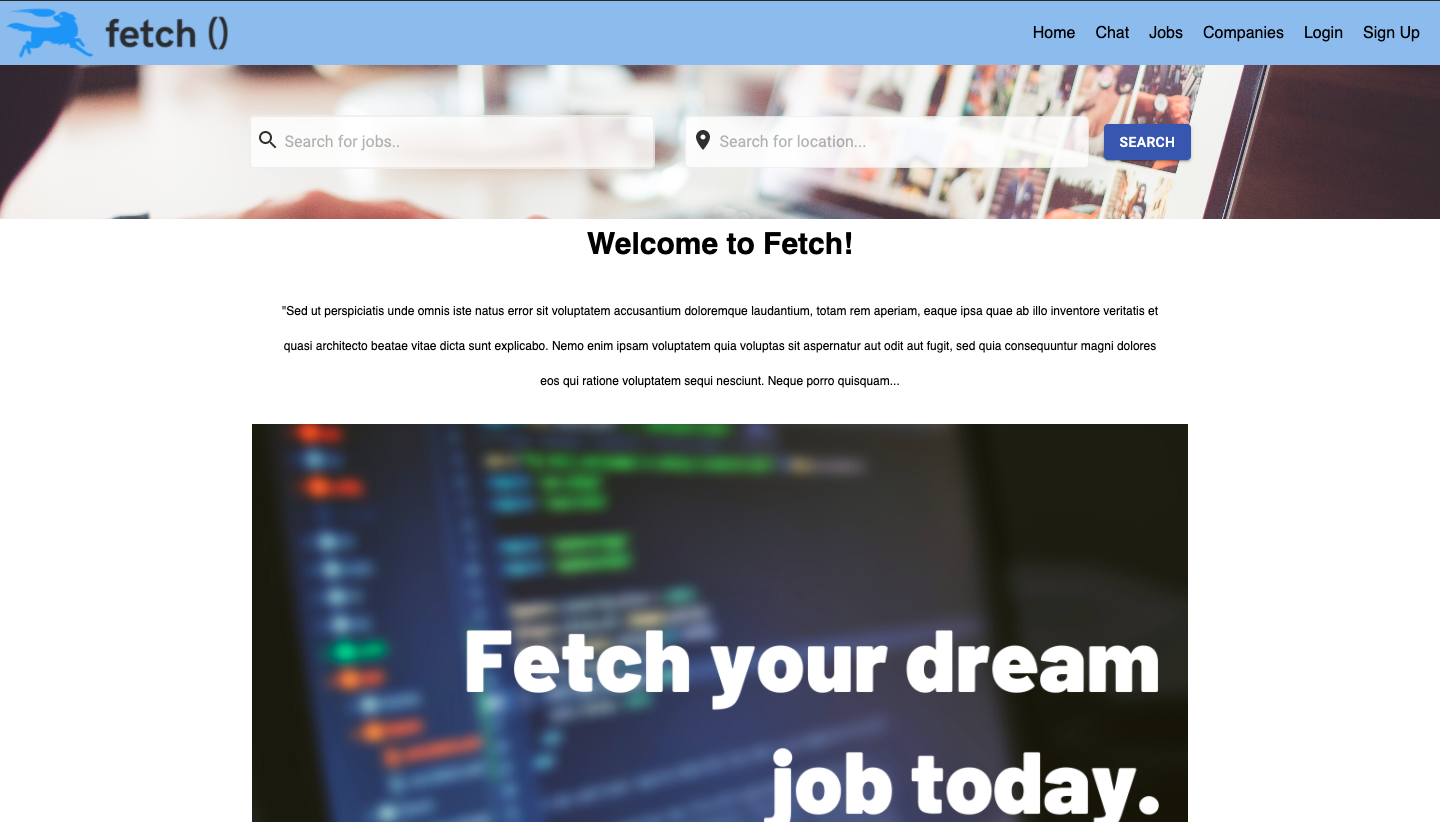 fetch () Home Chat Jobs Companies Login Sign Up
Search for jobs.. Search for location... SEARCH
Welcome to Fetch!
"Sed ut perspiciatis unde omnis iste natus error sit voluptatem accusantium doloremque laudantium, totam rem aperiam, eaque ipsa quae ab illo inventore veritatis et
quasi architecto beatae vitae dicta sunt explicabo. Nemo enim ipsam voluptatem quia voluptas sit aspernatur aut odit aut fugit, sed quia consequuntur magni dolores
eos qui ratione voluptatem sequi nesciunt. Neque porro quisquam...
Fetch your dream
job today.